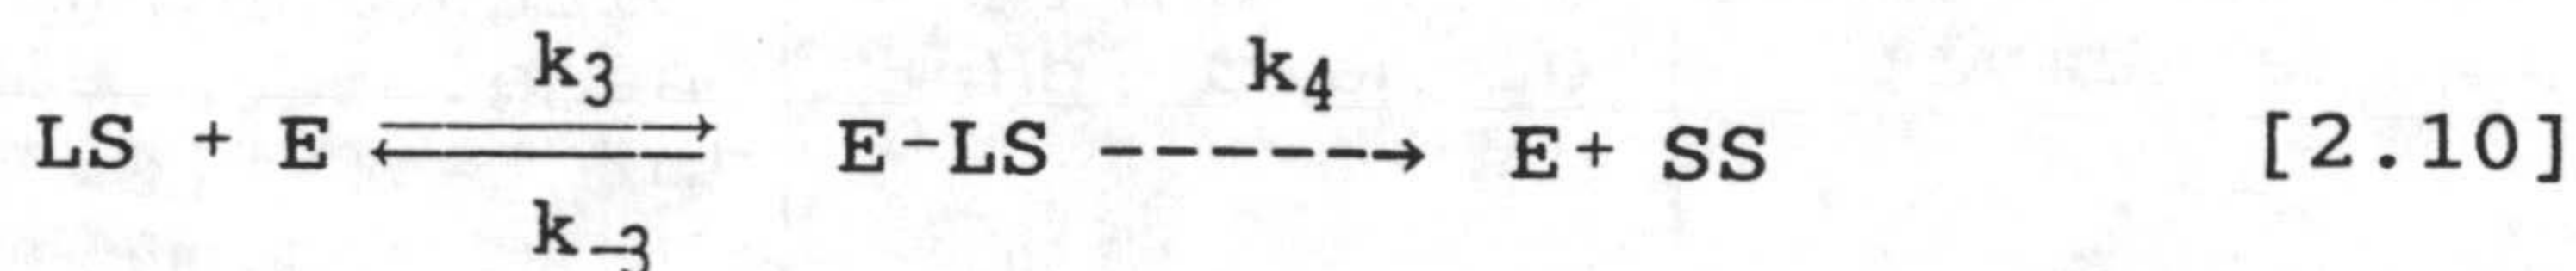 k3 k4
LS + E ⇌ E-LS ------→ E+ SS [2.10]
k-3